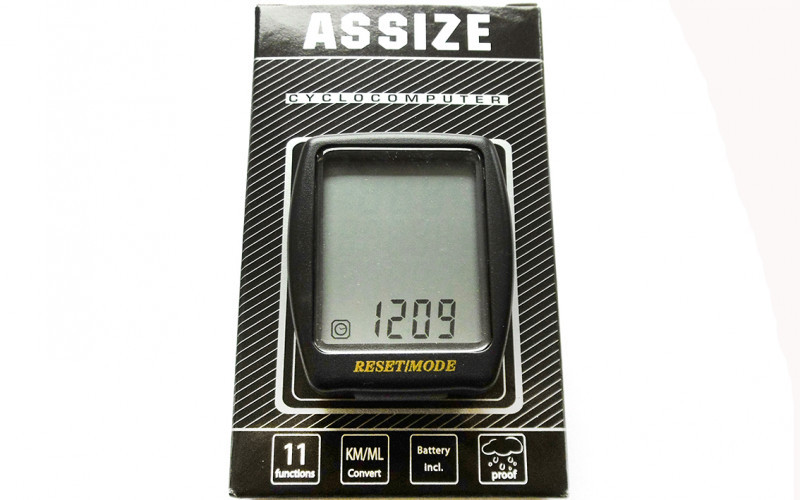 ASSIZE
CYCLOCOMPUTER
1209
RESET/MODE
11
functions
KM/ML
Convert
Battery
incl.
proof